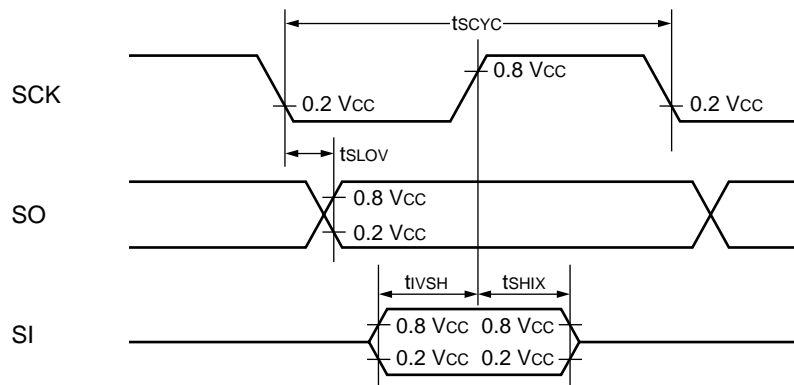 tSCYC
SCK
0.2 VCC
0.8 VCC
0.2 VCC
tSLOV
SO
0.8 VCC
0.2 VCC
tIVSH
tSHIX
SI
0.8 VCC
0.8 VCC
0.2 VCC
0.2 VCC